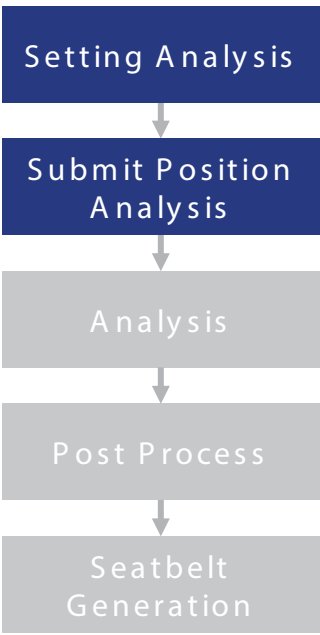 Setting Analysis
Submit Position
Analysis
Analysis
Post Process
Seatbelt
Generation